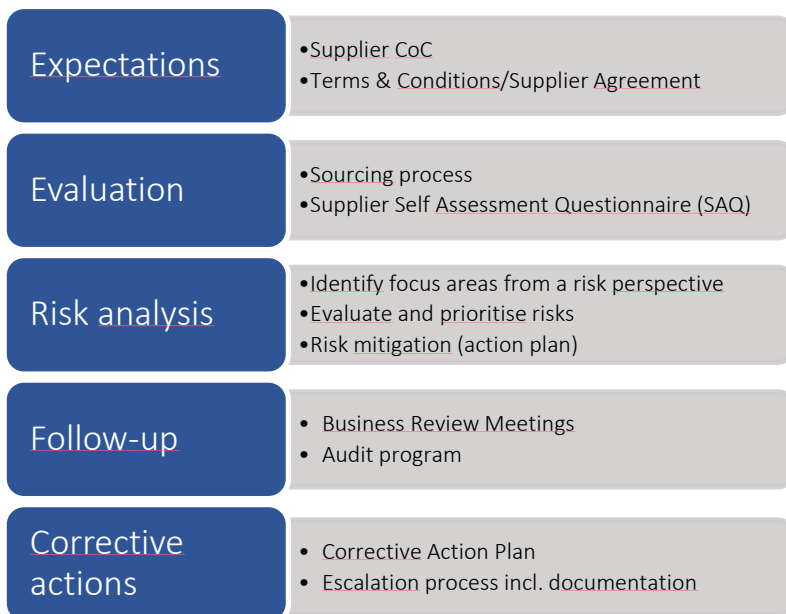 Expectations
•Supplier CoC
•Terms & Conditions/Supplier Agreement
Evaluation
•Sourcing process
•Supplier Self Assessment Questionnaire (SAQ)
Risk analysis
•Identify focus areas from a risk perspective
•Evaluate and prioritise risks
•Risk mitigation (action plan)
Follow-up
• Business Review Meetings
• Audit program
Corrective
actions
• Corrective Action Plan
• Escalation process incl. documentation